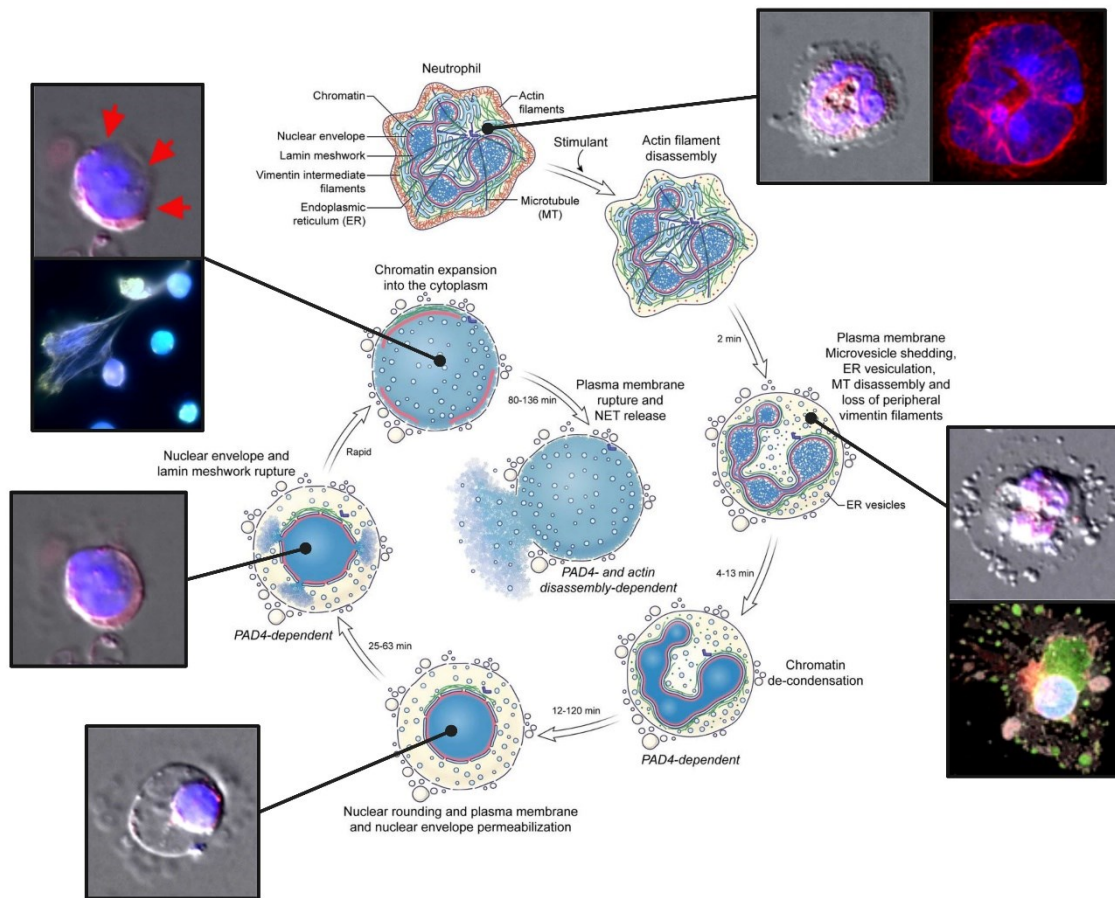 Neutrophil
Chromatin
Nuclear envelope
Lamin meshwork
Vimentin intermediate
filaments
Endoplasmic
reticulum (ER)
Actin
filaments
Microtubule
(MT)
Stimulant
Actin filament
disassembly
2 min
Plasma membrane
Microvesicle shedding,
ER vesiculation,
MT disassembly and
loss of peripheral
vimentin filaments
ER vesicles
4-13 min
Chromatin
de-condensation
PAD4-dependent
12-120 min
Nuclear rounding and plasma membrane
and nuclear envelope permeabilization
25-63 min
Nuclear envelope and
lamin meshwork rupture
PAD4-dependent
Rapid
Chromatin expansion
into the cytoplasm
80-136 min
Plasma membrane
rupture and
NET release
PAD4- and actin
disassembly-dependent